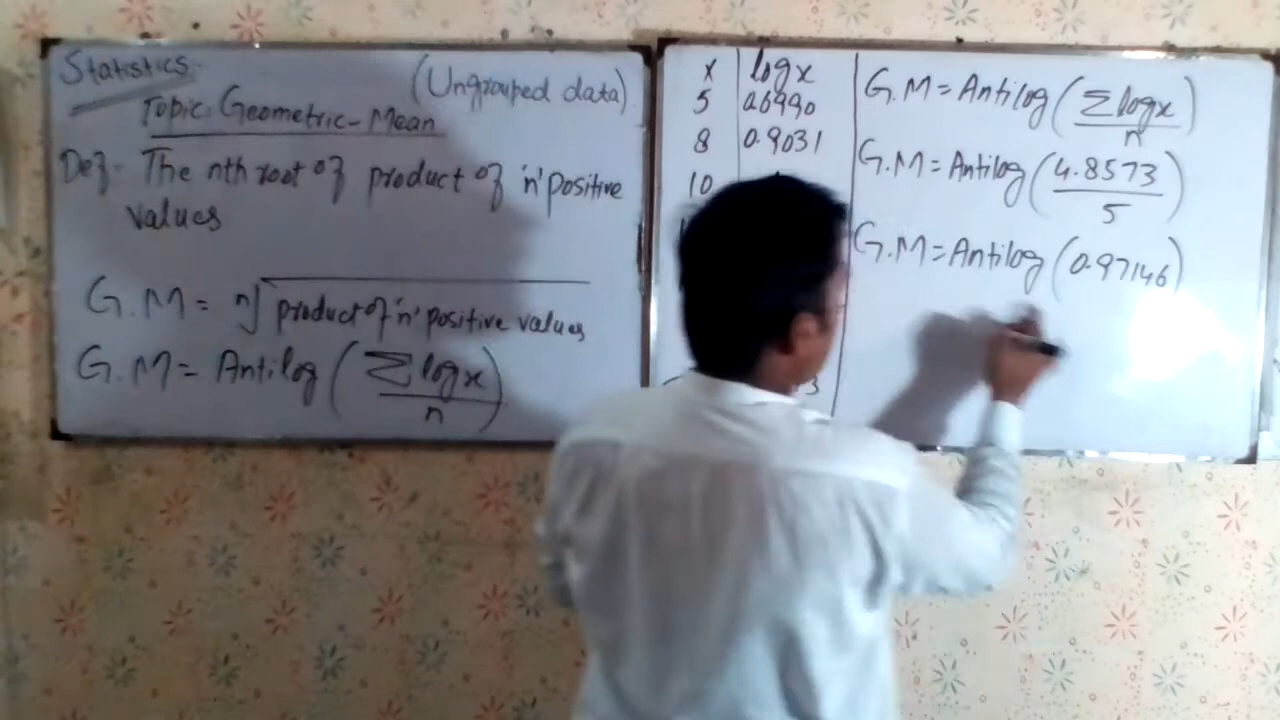 Statistics
(Ungrouped data)
Topic: Geometric-Mean
Def- The nth root of product of 'n' positive
values
G.M = n√ product of 'n' positive values
G.M = Antilog (Σ log x / n)
x log x
5 0.6990
8 0.9031
10
G.M = Antilog (Σ log x / n)
G.M = Antilog (4.8573 / 5)
G.M = Antilog (0.97146)